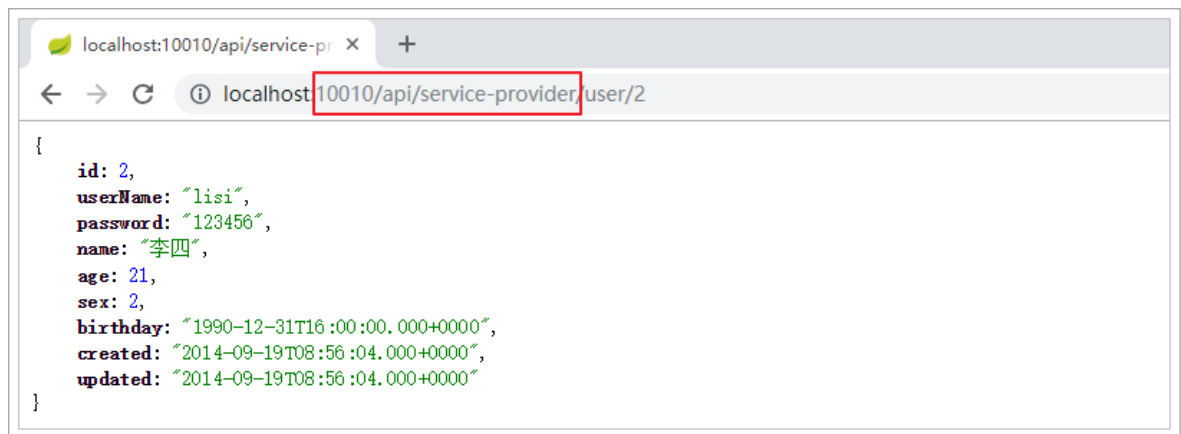 localhost:10010/api/service-pr
localhost:10010/api/service-provider/user/2
{
id: 2,
userName: "lisi",
password: "123456",
name: "李四",
age: 21,
sex: 2,
birthday: "1990-12-31T16:00:00.000+0000",
created: "2014-09-19T08:56:04.000+0000",
updated: "2014-09-19T08:56:04.000+0000"
}